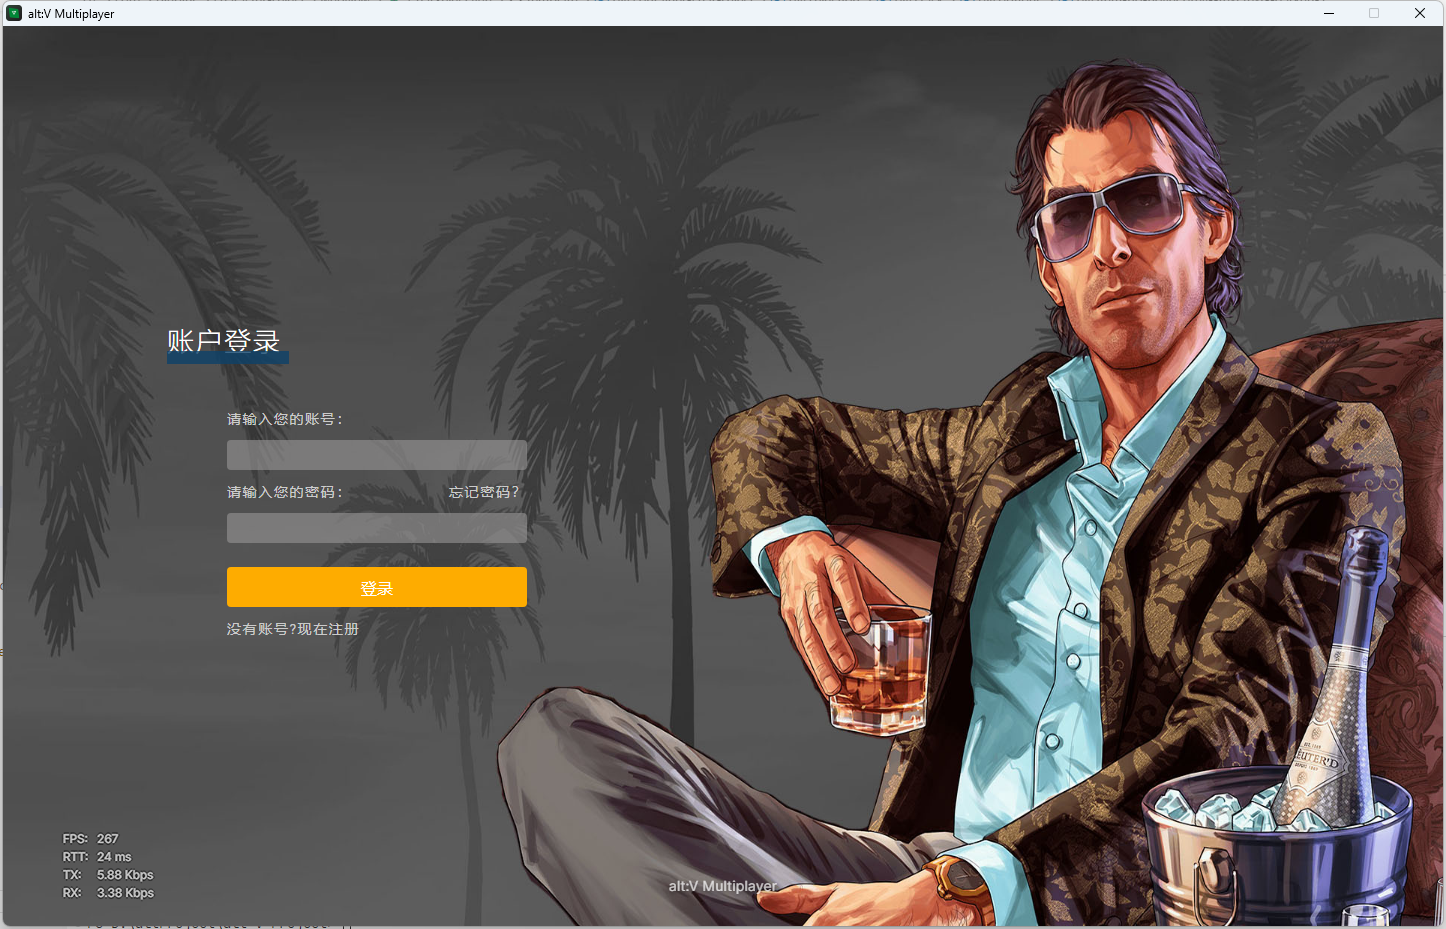 alt:V Multiplayer
账户登录
请输入您的账号：
请输入您的密码： 忘记密码？
登录
没有账号?现在注册
FPS: 267
RTT: 24 ms
TX: 5.88 Kbps
RX: 3.38 Kbps
alt:V Multiplayer